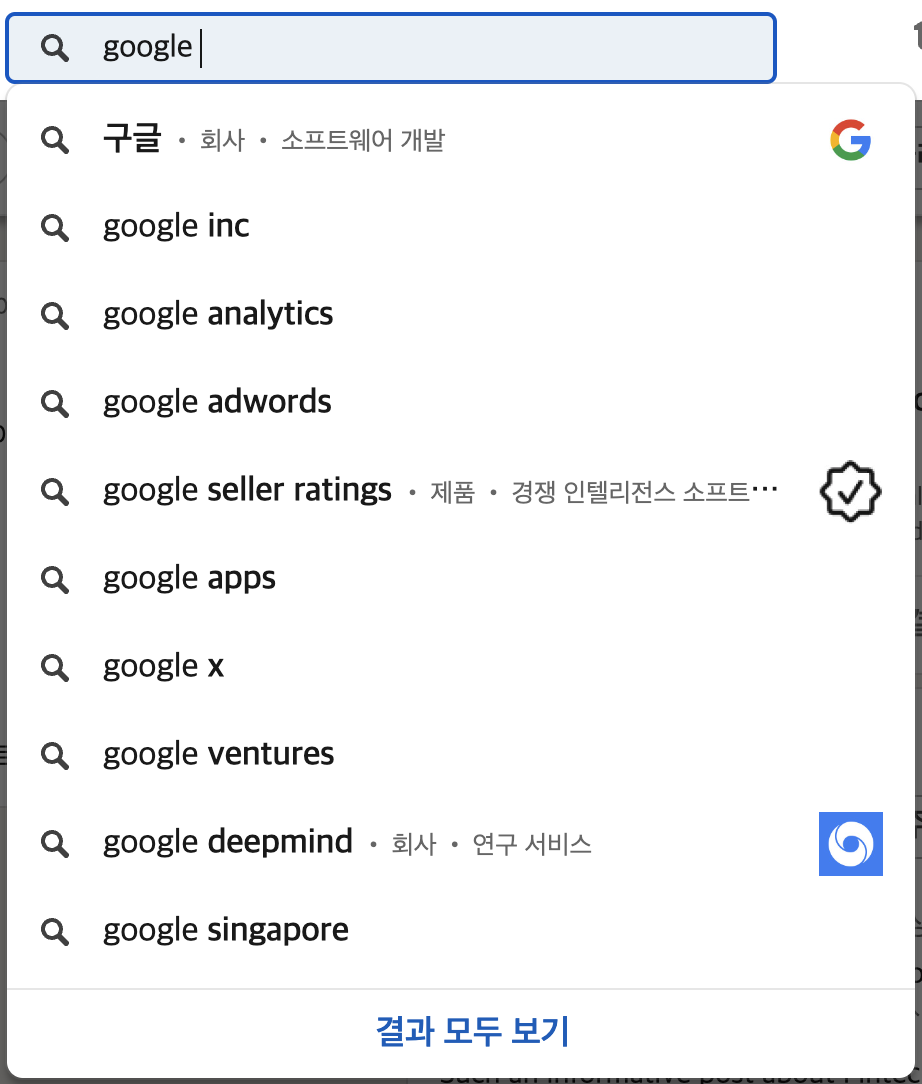 google
구글 • 회사 • 소프트웨어 개발
google inc
google analytics
google adwords
google seller ratings • 제품 • 경쟁 인텔리전스 소프트…
google apps
google x
google ventures
google deepmind • 회사 • 연구 서비스
google singapore
결과 모두 보기